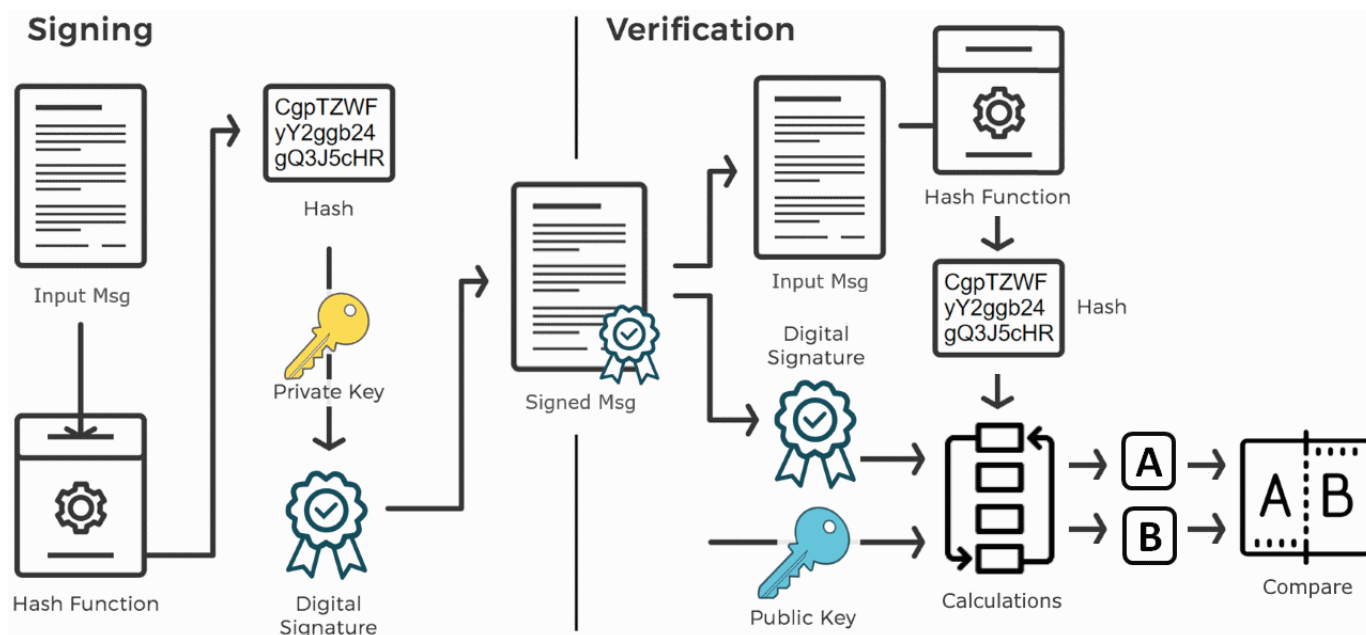 Signing
Input Msg
Hash Function
CgpTZWF
yY2ggb24
gQ3J5cHR
Hash
Private Key
Digital
Signature
Signed Msg
Verification
Input Msg
Hash Function
CgpTZWF
yY2ggb24
gQ3J5cHR
Hash
Digital
Signature
Public Key
Calculations
A
B
A B
Compare